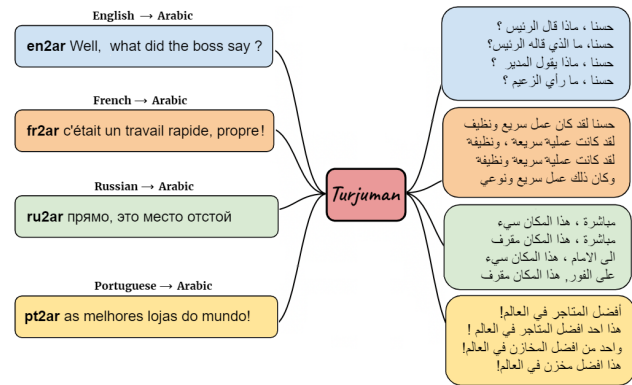 English → Arabic
en2ar Well, what did the boss say ?
French → Arabic
fr2ar c'était un travail rapide, propre!
Russian → Arabic
ru2ar прямо, это место отстой
Portuguese → Arabic
pt2ar as melhores lojas do mundo!
Turjuman
حسنا ، ماذا قال الرئيس ؟
حسنا، ما الذي قاله الرئيس؟
حسنا ، ماذا يقول المدير ؟
حسنا ، ما رأي الزعيم ؟
حسنا لقد كان عمل سريع ونظيف
لقد كانت عملية سريعة ، ونظيفة
لقد كانت عملية سريعة ونظيفة
وكان ذلك عمل سريع ونوعي
مباشرة ، هذا المكان سيء
مباشرة ، هذا المكان مقرف
الى الامام ، هذا المكان سيء
على الفور, هذا المكان مقرف
أفضل المتاجر في العالم!
هذا احد افضل المتاجر في العالم !
واحد من افضل المخازن في العالم!
هذا افضل مخزن في العالم!